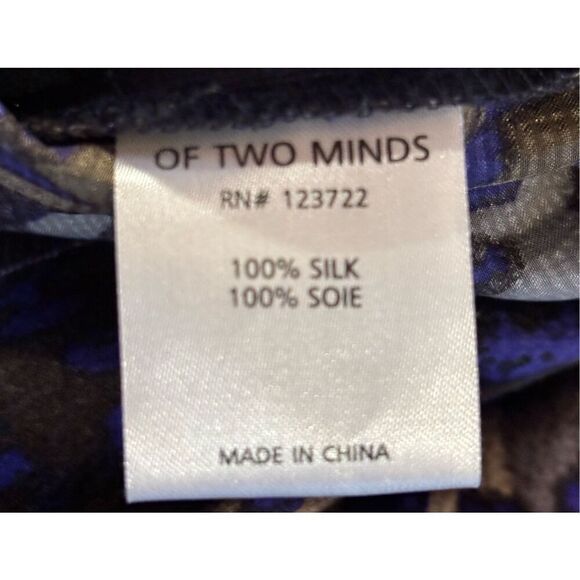 OF TWO MINDS
RN# 123722
100% SILK
100% SOIE
MADE IN CHINA